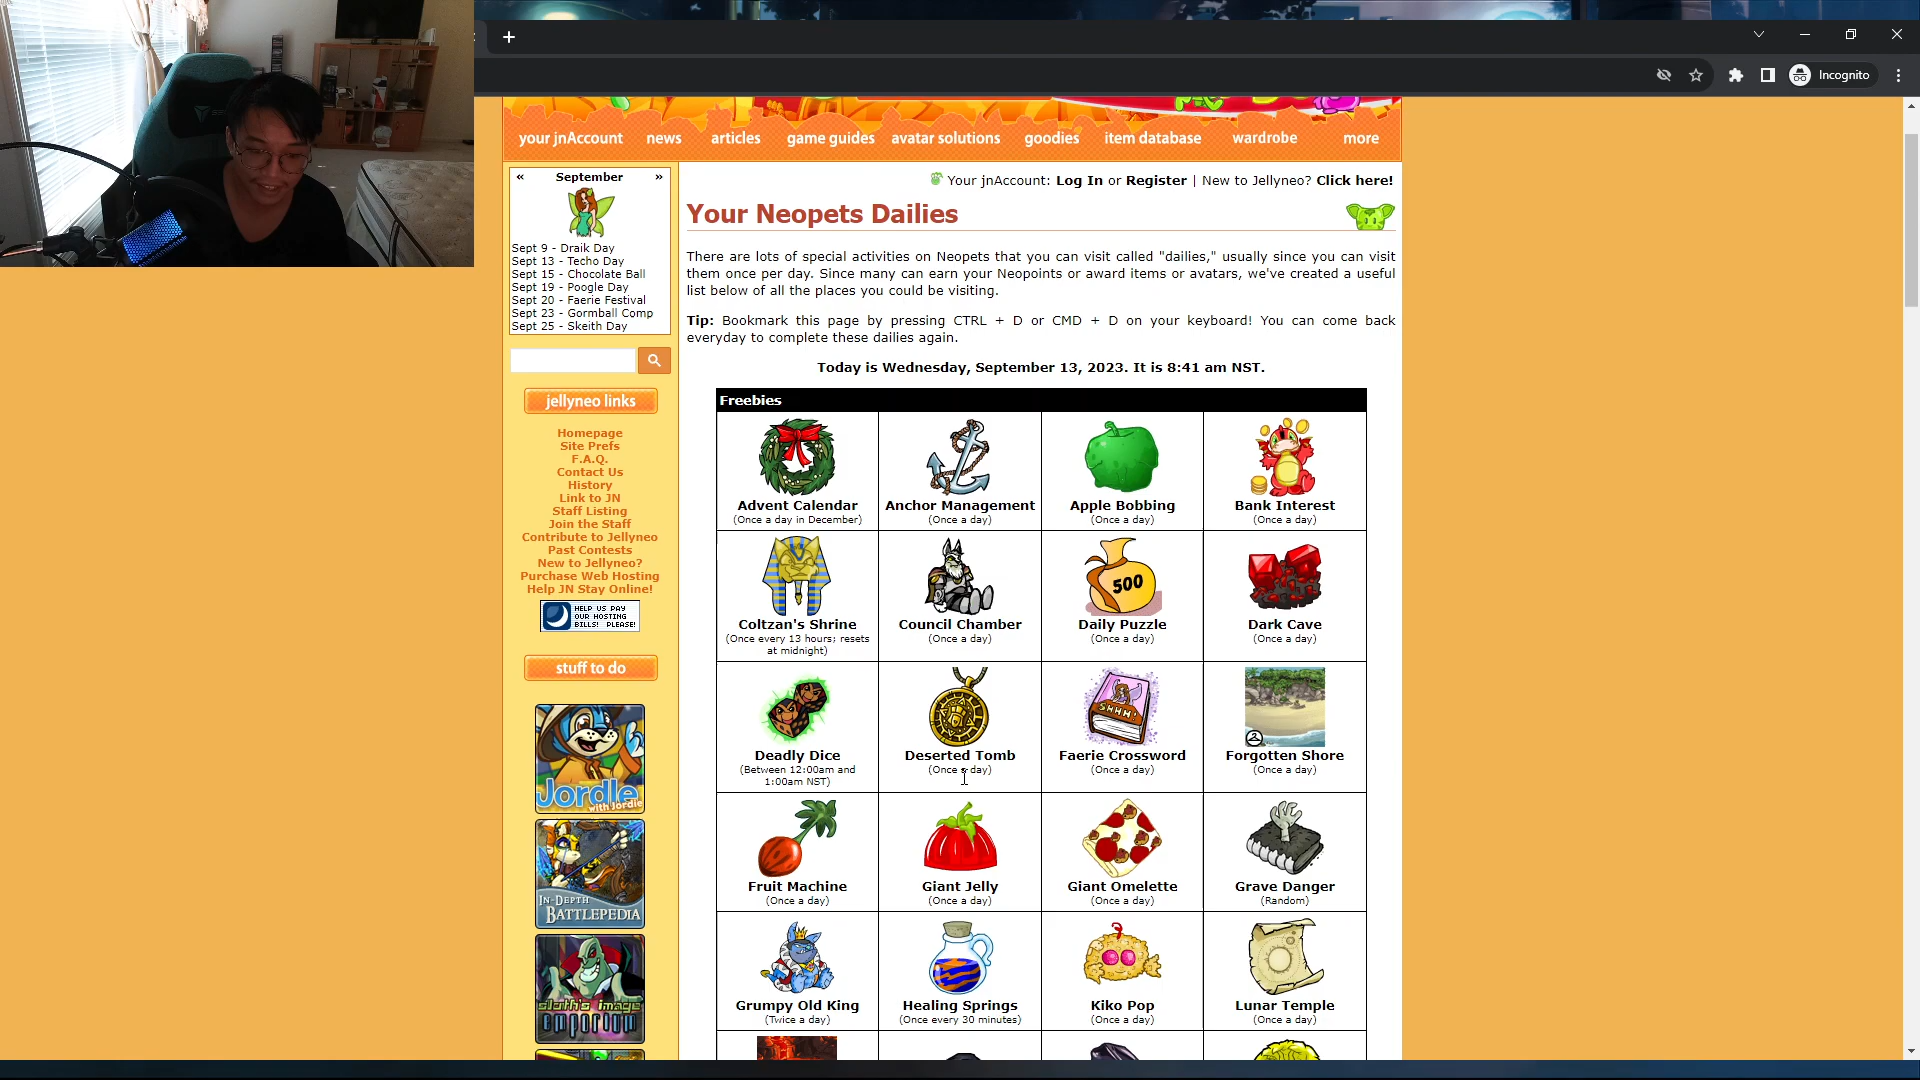 +
Incognito
your jnAccount news articles game guides avatar solutions goodies item database wardrobe more
« September »
Sept 9 - Draik Day
Sept 13 - Techo Day
Sept 15 - Chocolate Ball
Sept 19 - Poogle Day
Sept 20 - Faerie Festival
Sept 23 - Gormball Comp
Sept 25 - Skeith Day
jellyneo links
Homepage
Site Prefs
F.A.Q.
Contact Us
History
Link to JN
Staff Listing
Join the Staff
Contribute to Jellyneo
Past Contests
New to Jellyneo?
Purchase Web Hosting
Help JN Stay Online!
HELP US PAY
OUR HOSTING
BILLS! PLEASE!
stuff to do
Jordle
with Jordie
IN-DEPTH
BATTLEPEDIA
sloth's image
emporium
Your jnAccount: Log In or Register | New to Jellyneo? Click here!
Your Neopets Dailies
There are lots of special activities on Neopets that you can visit called "dailies," usually since you can visit
them once per day. Since many can earn your Neopoints or award items or avatars, we've created a useful
list below of all the places you could be visiting.
Tip: Bookmark this page by pressing CTRL + D or CMD + D on your keyboard! You can come back
everyday to complete these dailies again.
Today is Wednesday, September 13, 2023. It is 8:41 am NST.
Freebies
Advent Calendar
(Once a day in December)
Anchor Management
(Once a day)
Apple Bobbing
(Once a day)
Bank Interest
(Once a day)
Coltzan's Shrine
(Once every 13 hours; resets
at midnight)
Council Chamber
(Once a day)
500
Daily Puzzle
(Once a day)
Dark Cave
(Once a day)
Deadly Dice
(Between 12:00am and
1:00am NST)
Deserted Tomb
(Once a day)
SHHH!
Faerie Crossword
(Once a day)
Forgotten Shore
(Once a day)
Fruit Machine
(Once a day)
Giant Jelly
(Once a day)
Giant Omelette
(Once a day)
Grave Danger
(Random)
Grumpy Old King
(Twice a day)
Healing Springs
(Once every 30 minutes)
Kiko Pop
(Once a day)
Lunar Temple
(Once a day)